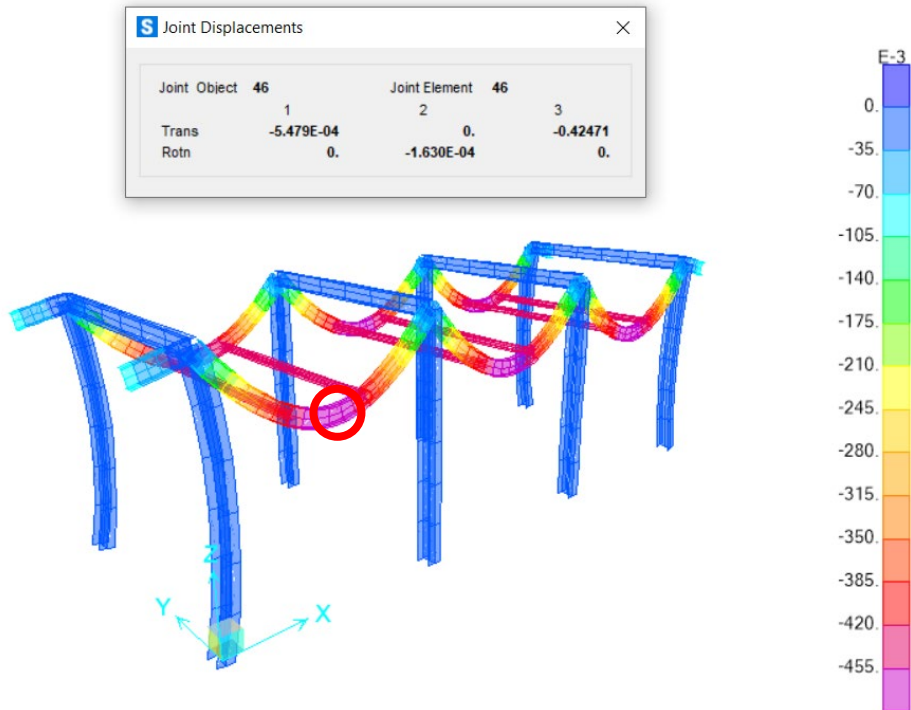 S Joint Displacements
Joint Object 46 Joint Element 46
1 2 3
Trans -5.479E-04 0. -0.42471
Rotn 0. -1.630E-04 0.
E-3
0.
-35.
-70.
-105.
-140.
-175.
-210.
-245.
-280.
-315.
-350.
-385.
-420.
-455.
Z
Y X